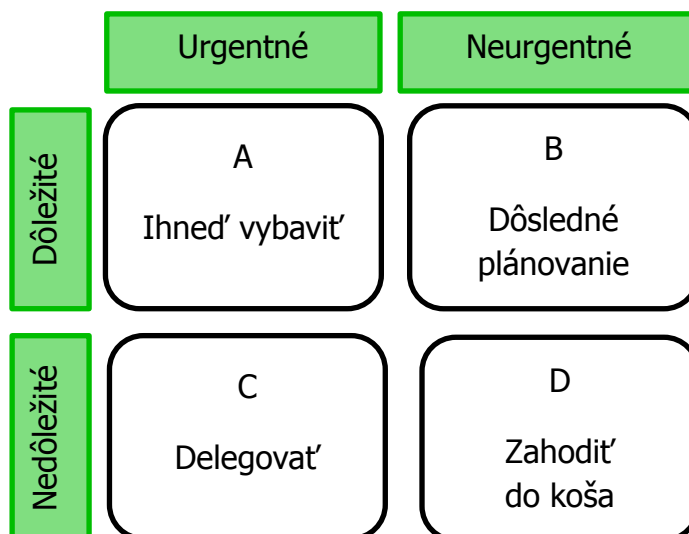 Urgentné
Neurgentné
Dôležité
A
Ihneď vybaviť
B
Dôsledné
plánovanie
Nedôležité
C
Delegovať
D
Zahodiť
do koša